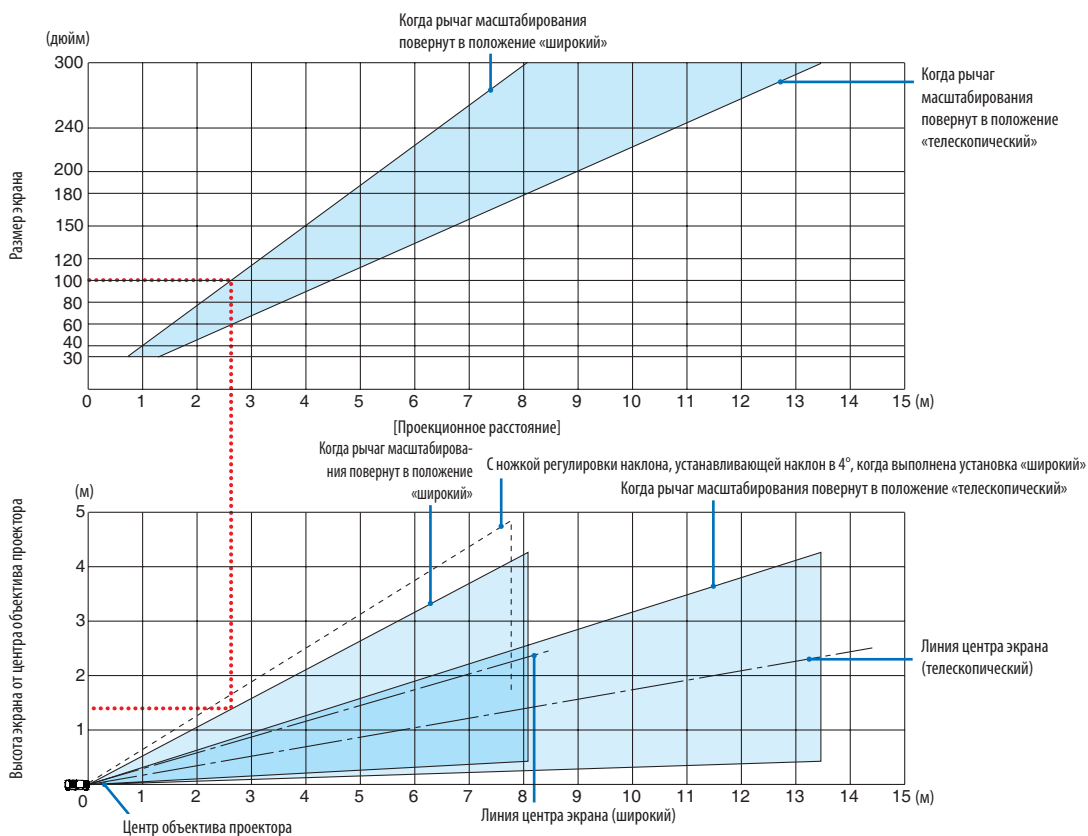 Когда рычаг масштабирования
повернут в положение «широкий»
(дюйм)
Когда рычаг
масштабирования
повернут в положение
«телескопический»
Размер экрана
300
240
200
180
150
120
100
80
60
40
30
0 1 2 3 4 5 6 7 8 9 10 11 12 13 14 15 (м)
[Проекционное расстояние]
Когда рычаг масштабирова-
ния повернут в положение
«широкий»
С ножкой регулировки наклона, устанавливающей наклон в 4°, когда выполнена установка «широкий»
Когда рычаг масштабирования повернут в положение «телескопический»
(м)
Высота экрана от центра объектива проектора
5
4
3
2
1
Линия центра экрана
(телескопический)
0 1 2 3 4 5 6 7 8 9 10 11 12 13 14 15 (м)
Линия центра экрана (широкий)
Центр объектива проектора